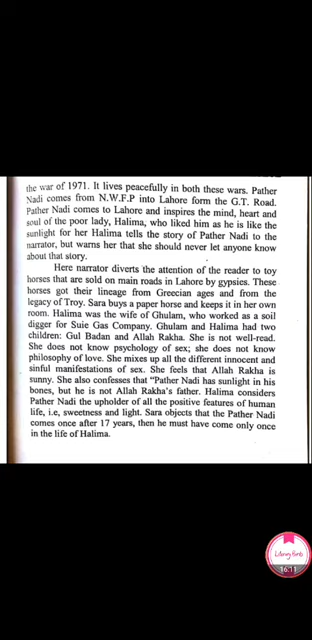 the war of 1971. It lives peacefully in both these wars. Pather
Nadi comes from N.W.F.P into Lahore form the G.T. Road.
Pather Nadi comes to Lahore and inspires the mind, heart and
soul of the poor lady, Halima, who liked him as he is like the
sunlight for her Halima tells the story of Pather Nadi to the
narrator, but warns her that she should never let anyone know
about that story.
Here narrator diverts the attention of the reader to toy
horses that are sold on main roads in Lahore by gypsies. These
horses got their lineage from Greecian ages and from the
legacy of Troy. Sara buys a paper horse and keeps it in her own
room. Halima was the wife of Ghulam, who worked as a soil
digger for Suie Gas Company. Ghulam and Halima had two
children: Gul Badan and Allah Rakha. She is not well-read.
She does not know psychology of sex; she does not know
philosophy of love. She mixes up all the different innocent and
sinful manifestations of sex. She feels that Allah Rakha is
sunny. She also confesses that "Pather Nadi has sunlight in his
bones, but he is not Allah Rakha's father. Halima considers
Pather Nadi the upholder of all the positive features of human
life, i.e, sweetness and light. Sara objects that the Pather Nadi
comes once after 17 years, then he must have come only once
in the life of Halima.
16:11